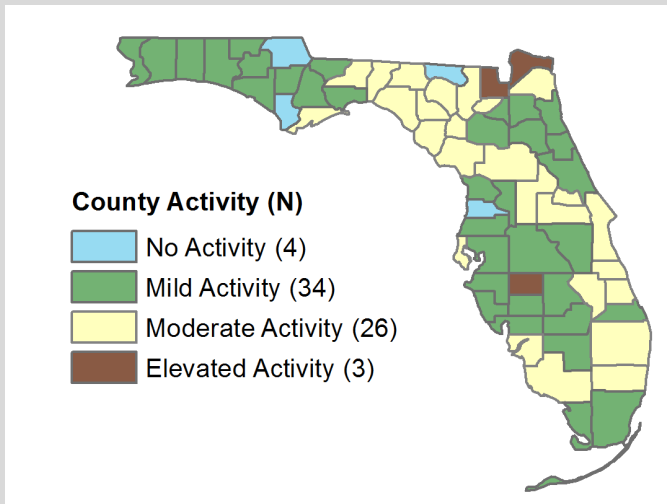 County Activity (N)
No Activity (4)
Mild Activity (34)
Moderate Activity (26)
Elevated Activity (3)